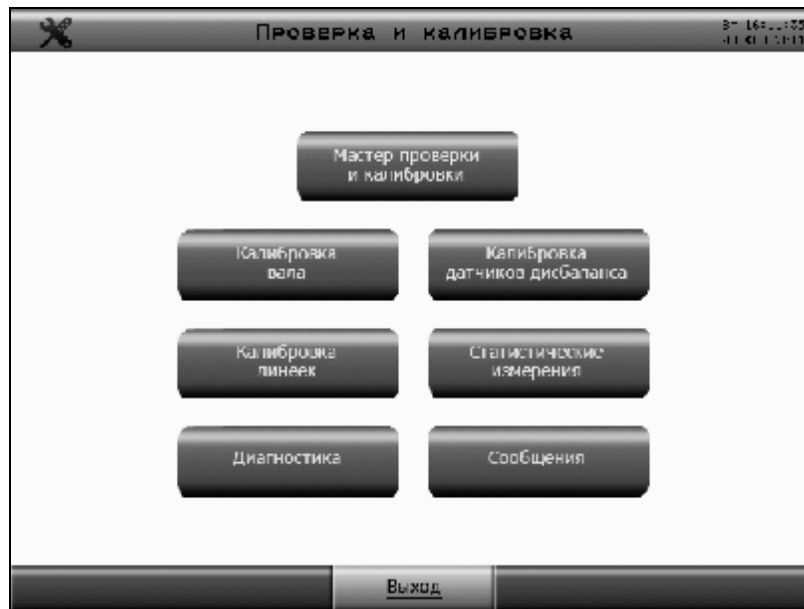 Проверка и калибровка
Мастер проверки
и калибровки
Калибровка
вала
Калибровка
датчиков дисбаланса
Калибровка
линеек
Статистические
измерения
Диагностика
Сообщения
Выход